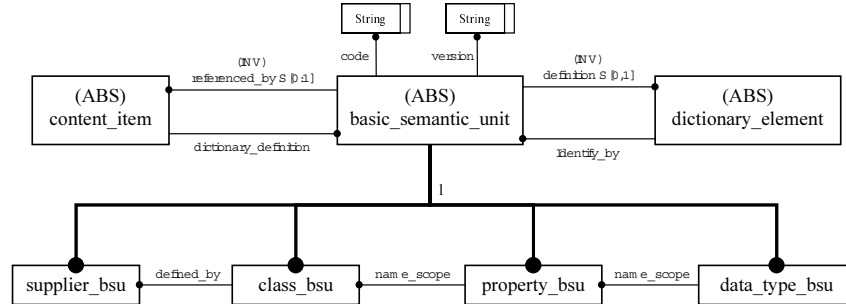 String
String
code
version
(INV)
referenced_by S [0:1]
(INV)
definition S [0,1]
(ABS)
content_item
(ABS)
basic_semantic_unit
(ABS)
dictionary_element
dictionary_definition
Identify_by
1
supplier_bsu
defined_by
class_bsu
name_scope
property_bsu
name_scope
data_type_bsu